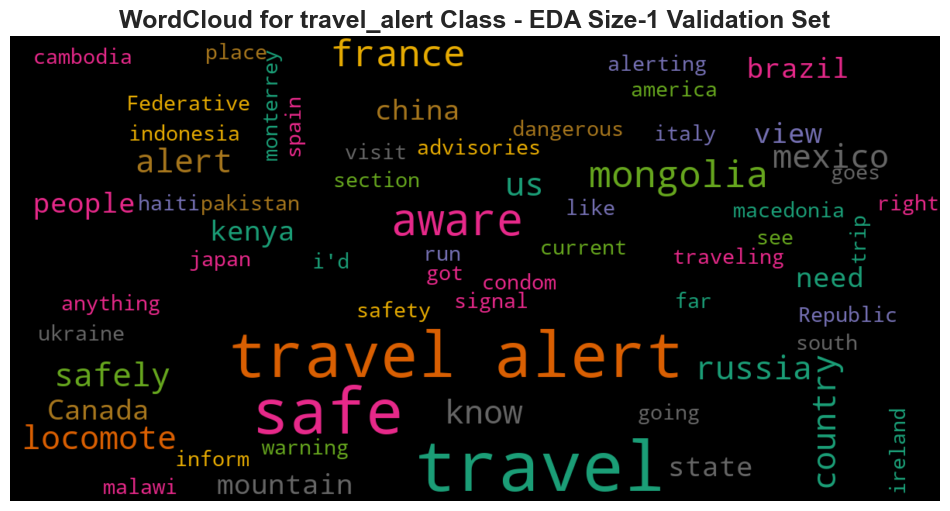 WordCloud for travel_alert Class - EDA Size-1 Validation Set
cambodia
place
monterrey
france
alerting
brazil
america
Federative
spain
china
indonesia
dangerous
italy
view
alert
visit
advisories
mexico
section
us
mongolia
goes
people
haiti
pakistan
aware
like
macedonia
right
kenya
trip
japan
i'd
run
current
see
traveling
got
condom
need
anything
safety
signal
far
Republic
ukraine
travel alert
south
safely
russia
country
Canada
safe
know
going
locomote
warning
ireland
inform
travel
state
malawi
mountain